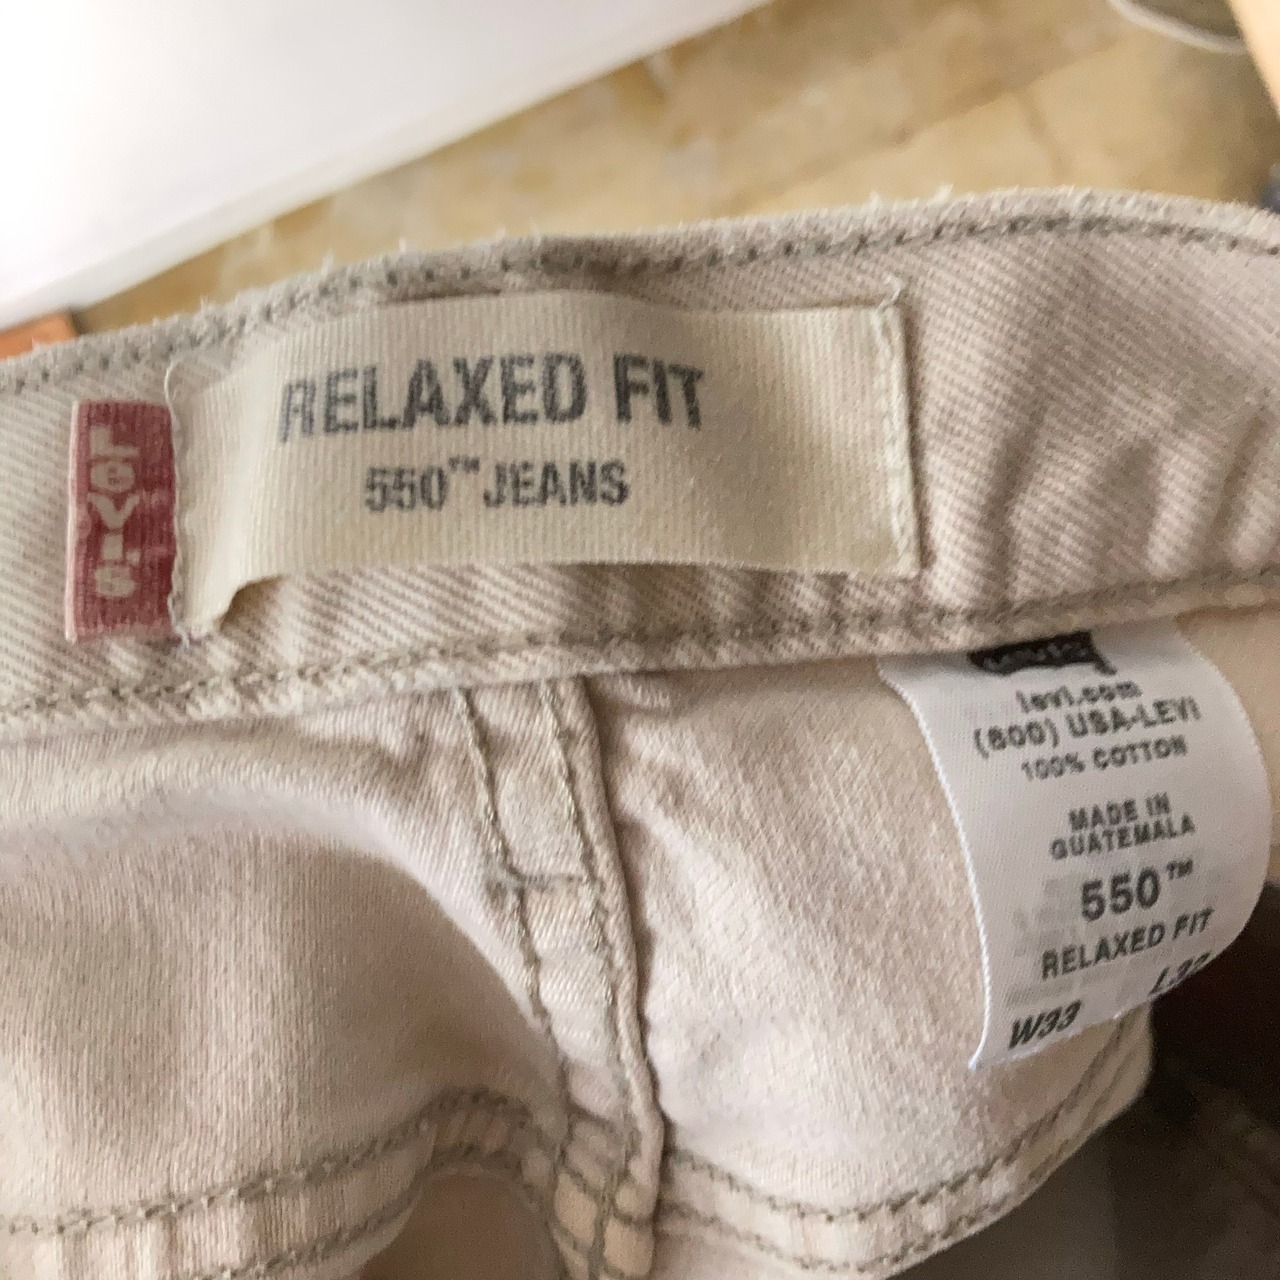 LEVI'S
RELAXED FIT
550™ JEANS
levi.com
(800) USA-LEVI
100% COTTON
MADE IN
GUATEMALA
550™
RELAXED FIT
W33